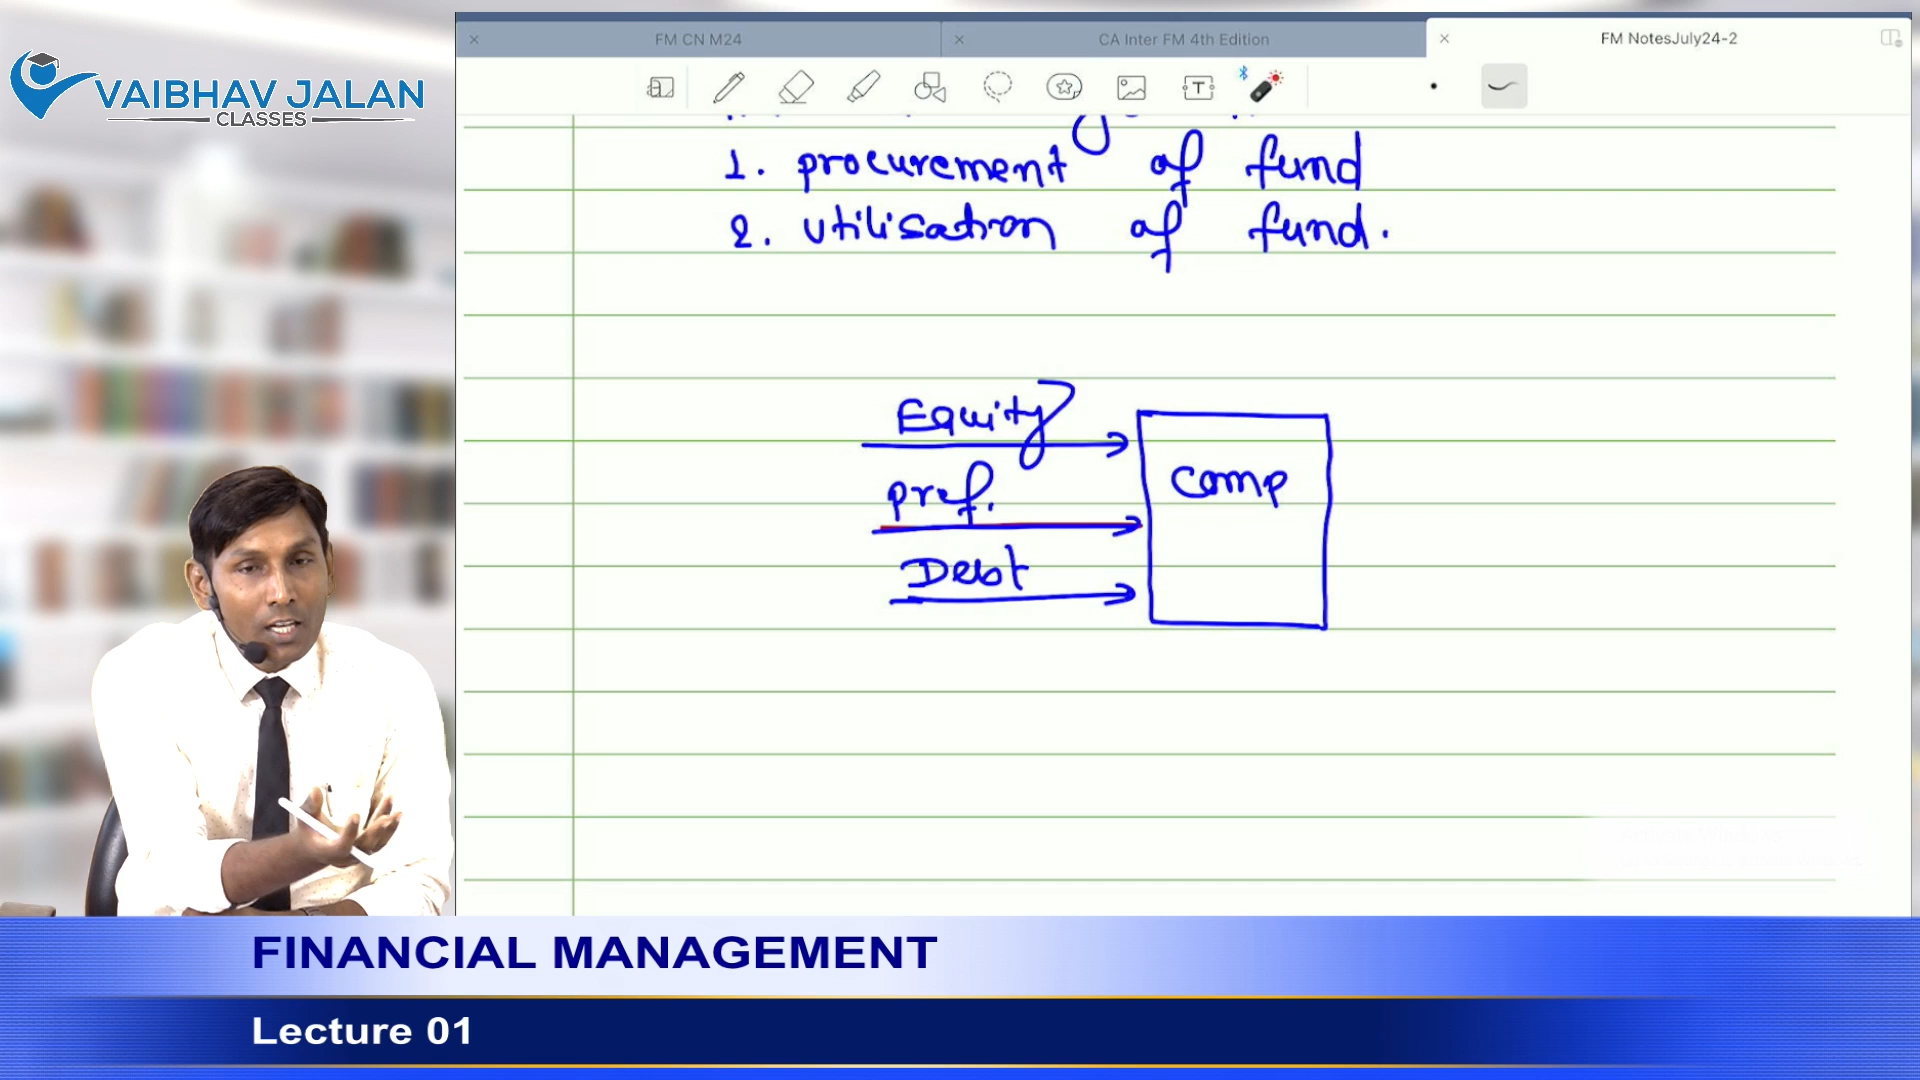 VAIBHAV JALAN
CLASSES
FM CN M24
CA Inter FM 4th Edition
FM NotesJuly24-2
1. procurement of fund
2. utilisation of fund.
Equity
pref.
Debt
Comp
FINANCIAL MANAGEMENT
Lecture 01